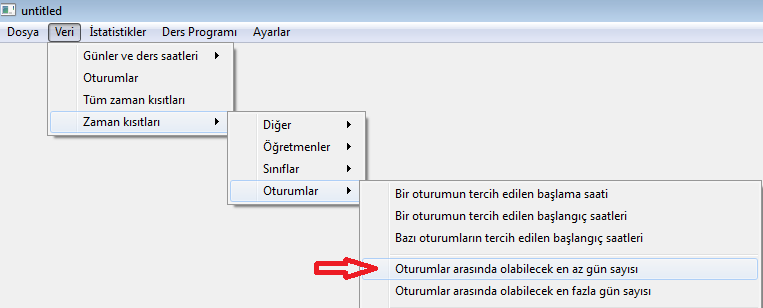 untitled
Dosya Veri İstatistikler Ders Programı Ayarlar
Günler ve ders saatleri
Oturumlar
Tüm zaman kısıtları
Zaman kısıtları
Diğer
Öğretmenler
Sınıflar
Oturumlar
Bir oturumun tercih edilen başlama saati
Bir oturumun tercih edilen başlangıç saatleri
Bazı oturumların tercih edilen başlangıç saatleri
Oturumlar arasında olabilecek en az gün sayısı
Oturumlar arasında olabilecek en fazla gün sayısı